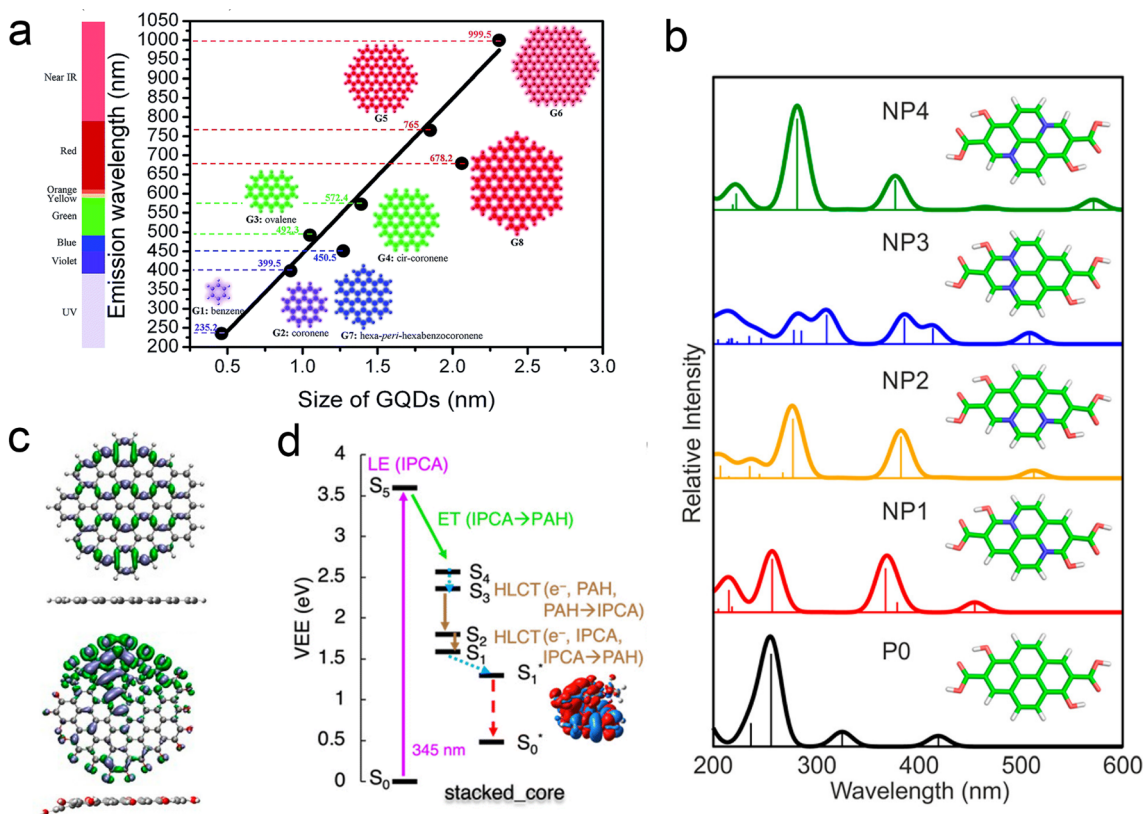 a
Emission wavelength (nm)
1050
1000
950
900
850
800
750
700
650
600
550
500
450
400
350
300
250
200
Near IR
Red
Orange
Yellow
Green
Blue
Violet
UV
999.5
765
678.2
572.4
492.3
450.5
399.5
235.2
G5
G6
G3: ovalene
G4: cir-coronene
G8
G1: benzene
G2: coronene
G7: hexa-peri-hexabenzocoronene
0.5
1.0
1.5
2.0
2.5
3.0
Size of GQDs (nm)
b
NP4
NP3
NP2
NP1
P0
Relative Intensity
200
300
400
500
600
Wavelength (nm)
c
d
VEE (eV)
4
3.5
3
2.5
2
1.5
1
0.5
0
LE (IPCA)
S5
ET (IPCA→PAH)
S4
S3
HLCT (e⁻, PAH,
PAH→IPCA)
S2
HLCT (e⁻, IPCA,
S1
IPCA→PAH)
S1*
S0*
345 nm
S0
stacked_core